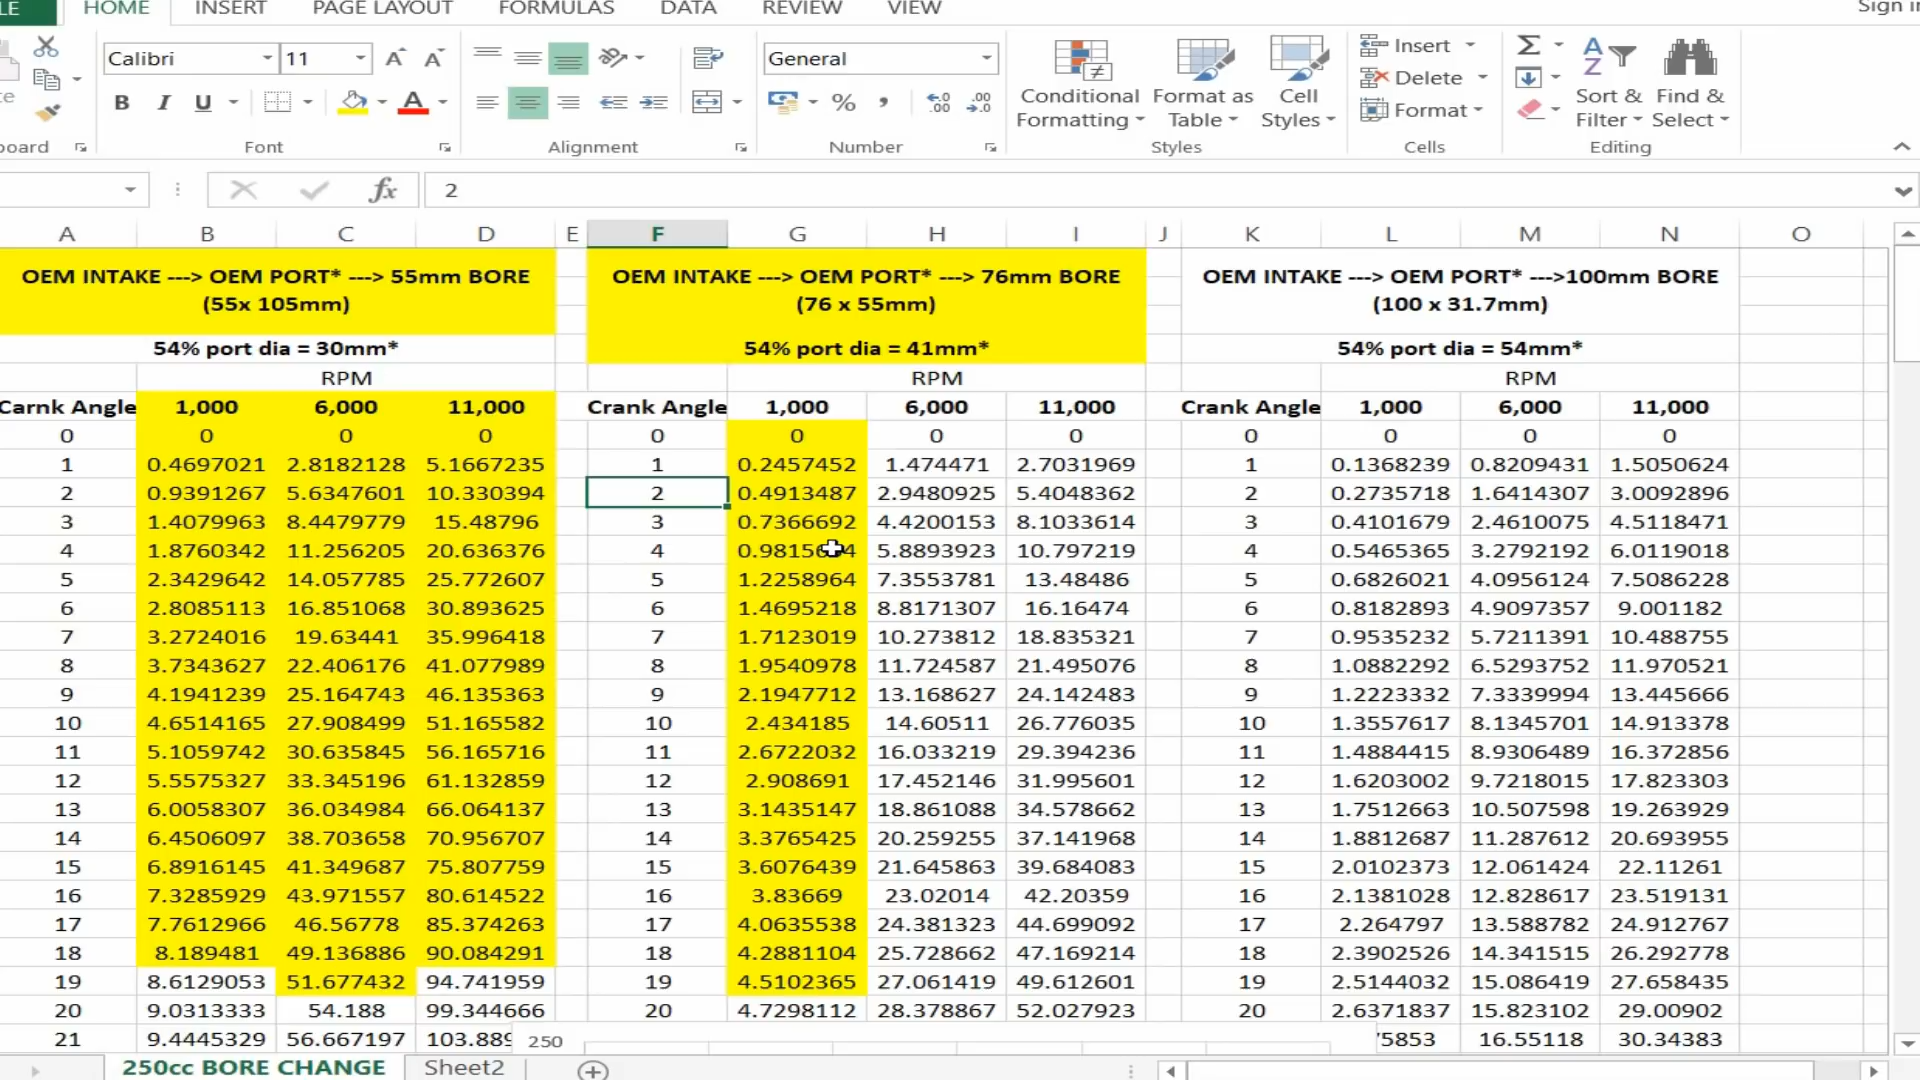 LE HOME INSERT PAGE LAYOUT FORMULAS DATA REVIEW VIEW Sign in
Calibri 11 General Insert
Delete
Conditional Formatting Format as Table Cell Styles Format Sort & Filter Find & Select
board Font Alignment Number Styles Cells Editing
fx 2
A B C D E F G H I J K L M N O
OEM INTAKE ---> OEM PORT* ---> 55mm BORE (55x 105mm) OEM INTAKE ---> OEM PORT* ---> 76mm BORE (76 x 55mm) OEM INTAKE ---> OEM PORT* --->100mm BORE (100 x 31.7mm)
54% port dia = 30mm* 54% port dia = 41mm* 54% port dia = 54mm*
RPM RPM RPM
Carnk Angle 1,000 6,000 11,000 Crank Angle 1,000 6,000 11,000 Crank Angle 1,000 6,000 11,000
0 0 0 0 0 0 0 0 0 0 0 0
1 0.4697021 2.8182128 5.1667235 1 0.2457452 1.474471 2.7031969 1 0.1368239 0.8209431 1.5050624
2 0.9391267 5.6347601 10.330394 2 0.4913487 2.9480925 5.4048362 2 0.2735718 1.6414307 3.0092896
3 1.4079963 8.4479779 15.48796 3 0.7366692 4.4200153 8.1033614 3 0.4101679 2.4610075 4.5118471
4 1.8760342 11.256205 20.636376 4 5.8893923 10.797219 4 0.5465365 3.2792192 6.0119018
5 2.3429642 14.057785 25.772607 5 1.2258964 7.3553781 13.48486 5 0.6826021 4.0956124 7.5086228
6 2.8085113 16.851068 30.893625 6 1.4695218 8.8171307 16.16474 6 0.8182893 4.9097357 9.001182
7 3.2724016 19.63441 35.996418 7 1.7123019 10.273812 18.835321 7 0.9535232 5.7211391 10.488755
8 3.7343627 22.406176 41.077989 8 1.9540978 11.724587 21.495076 8 1.0882292 6.5293752 11.970521
9 4.1941239 25.164743 46.135363 9 2.1947712 13.168627 24.142483 9 1.2223332 7.3339994 13.445666
10 4.6514165 27.908499 51.165582 10 2.434185 14.60511 26.776035 10 1.3557617 8.1345701 14.913378
11 5.1059742 30.635845 56.165716 11 2.6722032 16.033219 29.394236 11 1.4884415 8.9306489 16.372856
12 5.5575327 33.345196 61.132859 12 2.908691 17.452146 31.995601 12 1.6203002 9.7218015 17.823303
13 6.0058307 36.034984 66.064137 13 3.1435147 18.861088 34.578662 13 1.7512663 10.507598 19.263929
14 6.4506097 38.703658 70.956707 14 3.3765425 20.259255 37.141968 14 1.8812687 11.287612 20.693955
15 6.8916145 41.349687 75.807759 15 3.6076439 21.645863 39.684083 15 2.0102373 12.061424 22.11261
16 7.3285929 43.971557 80.614522 16 3.83669 23.02014 42.20359 16 2.1381028 12.828617 23.519131
17 7.7612966 46.56778 85.374263 17 4.0635538 24.381323 44.699092 17 2.264797 13.588782 24.912767
18 8.189481 49.136886 90.084291 18 4.2881104 25.728662 47.169214 18 2.3902526 14.341515 26.292778
19 8.6129053 51.677432 94.741959 19 4.5102365 27.061419 49.612601 19 2.5144032 15.086419 27.658435
20 9.0313333 54.188 99.344666 20 4.7298112 28.378867 52.027923 20 2.6371837 15.823102 29.00902
21 9.4445329 56.667197 103.889 250 75853 16.55118 30.34383
250cc BORE CHANGE Sheet2